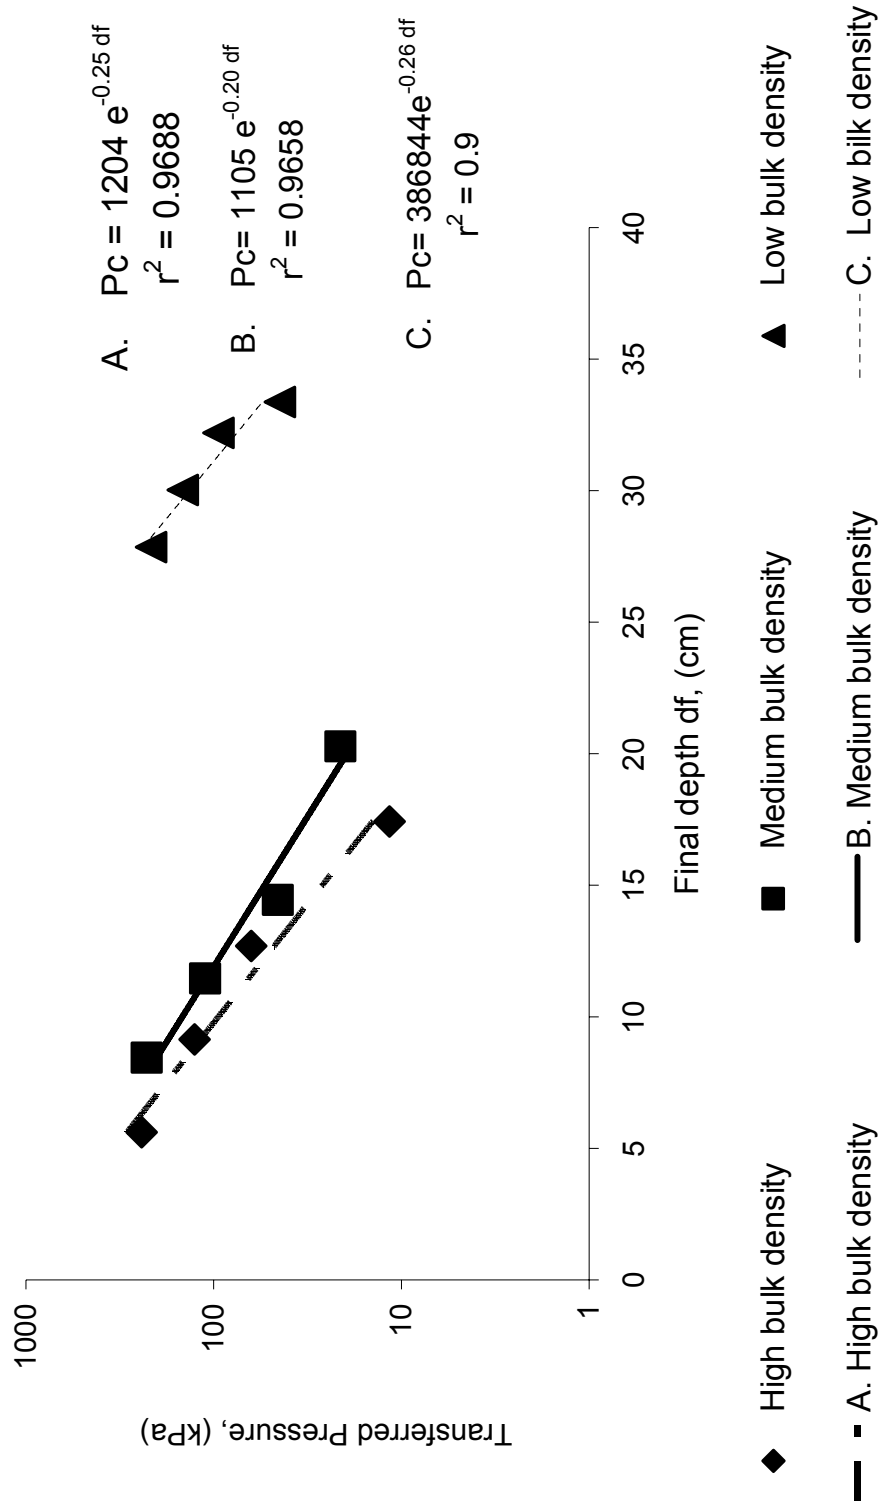 A. Pc = 1204 e^-0.25 df
r^2 = 0.9688
B. Pc= 1105 e^-0.20 df
r^2 = 0.9658
C. Pc= 386844e^-0.26 df
r^2 = 0.9
1000
100
10
1
Transferred Pressure, (kPa)
0 5 10 15 20 25 30 35 40
Final depth df, (cm)
High bulk density Medium bulk density Low bulk density
A. High bulk density B. Medium bulk density C. Low bilk density